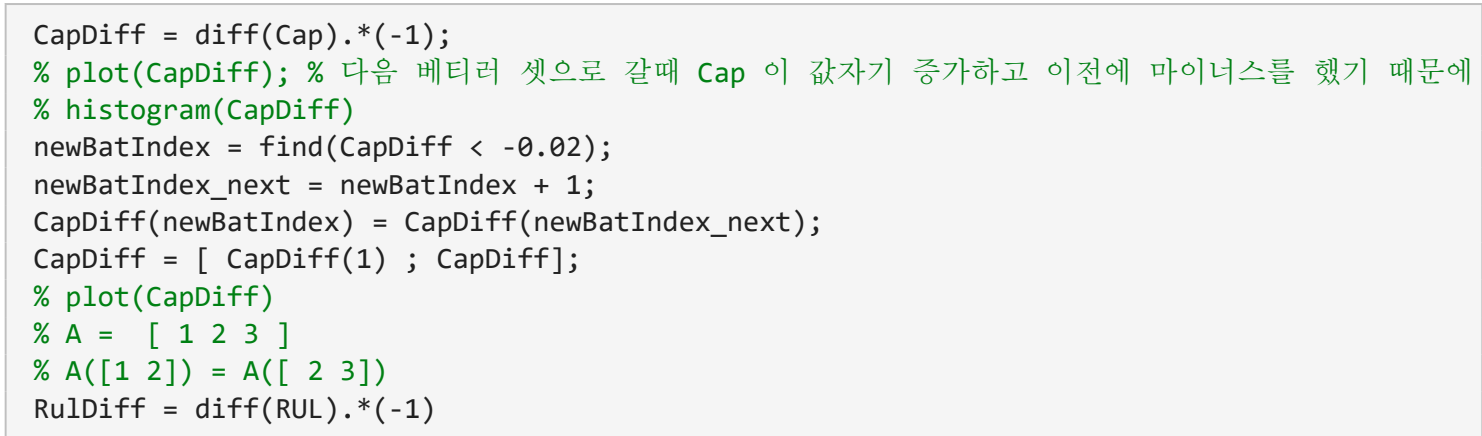 CapDiff = diff(Cap).*(-1);
% plot(CapDiff); % 다음 베티러 셋으로 갈때 Cap 이 값자기 증가하고 이전에 마이너스를 했기 때문에
% histogram(CapDiff)
newBatIndex = find(CapDiff < -0.02);
newBatIndex_next = newBatIndex + 1;
CapDiff(newBatIndex) = CapDiff(newBatIndex_next);
CapDiff = [ CapDiff(1) ; CapDiff];
% plot(CapDiff)
% A =  [ 1 2 3 ]
% A([1 2]) = A([ 2 3])
RulDiff = diff(RUL).*(-1)